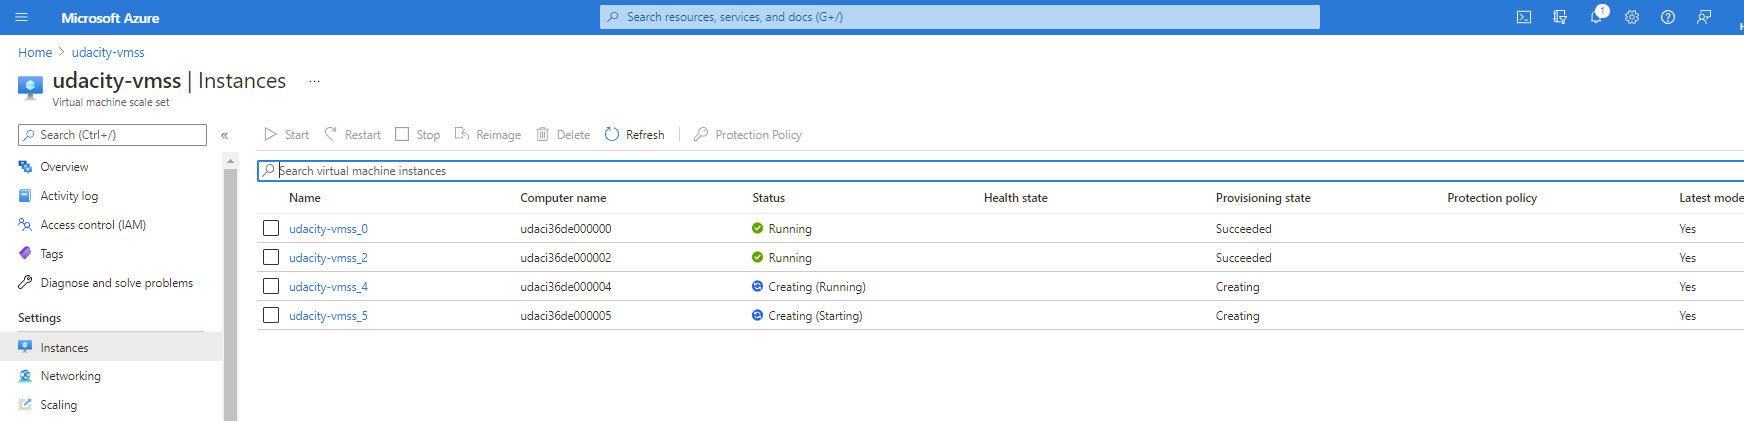 Microsoft Azure
Search resources, services, and docs (G+/)
1
Home > udacity-vmss
udacity-vmss | Instances ...
Virtual machine scale set
Search (Ctrl+/) «
Start Restart Stop Reimage Delete Refresh Protection Policy
Overview
Activity log
Access control (IAM)
Tags
Diagnose and solve problems
Settings
Instances
Networking
Scaling
Search virtual machine instances
Name Computer name Status Health state Provisioning state Protection policy Latest mode
udacity-vmss_0 udaci36de000000 Running Succeeded Yes
udacity-vmss_2 udaci36de000002 Running Succeeded Yes
udacity-vmss_4 udaci36de000004 Creating (Running) Creating Yes
udacity-vmss_5 udaci36de000005 Creating (Starting) Creating Yes